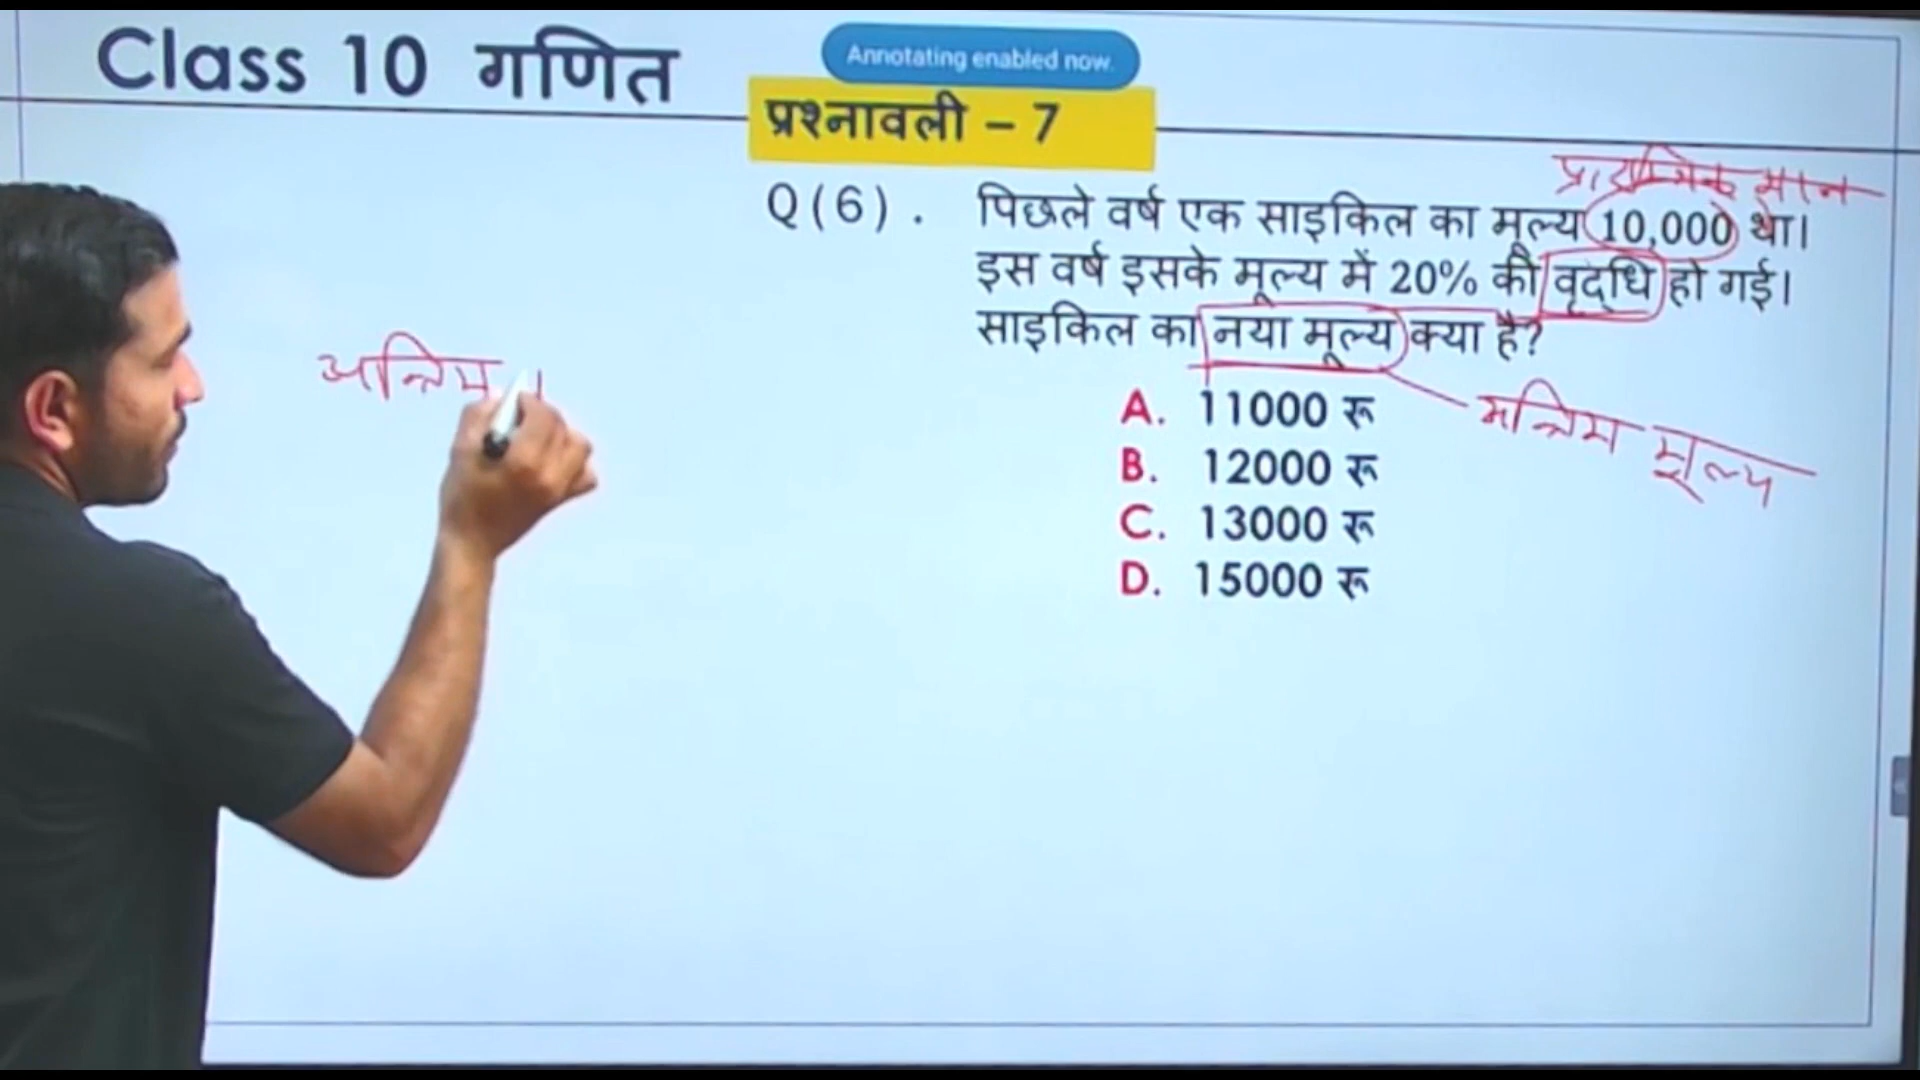 Class 10 गणित
Annotating enabled now.
प्रश्नावली – 7
प्रारम्भिक मान
Q(6). पिछले वर्ष एक साइकिल का मूल्य 10,000 था।
इस वर्ष इसके मूल्य में 20% की वृद्धि हो गई।
साइकिल का नया मूल्य क्या है?
A. 11000 रू
B. 12000 रू
C. 13000 रू
D. 15000 रू
अन्तिम मूल्य
अन्तिम